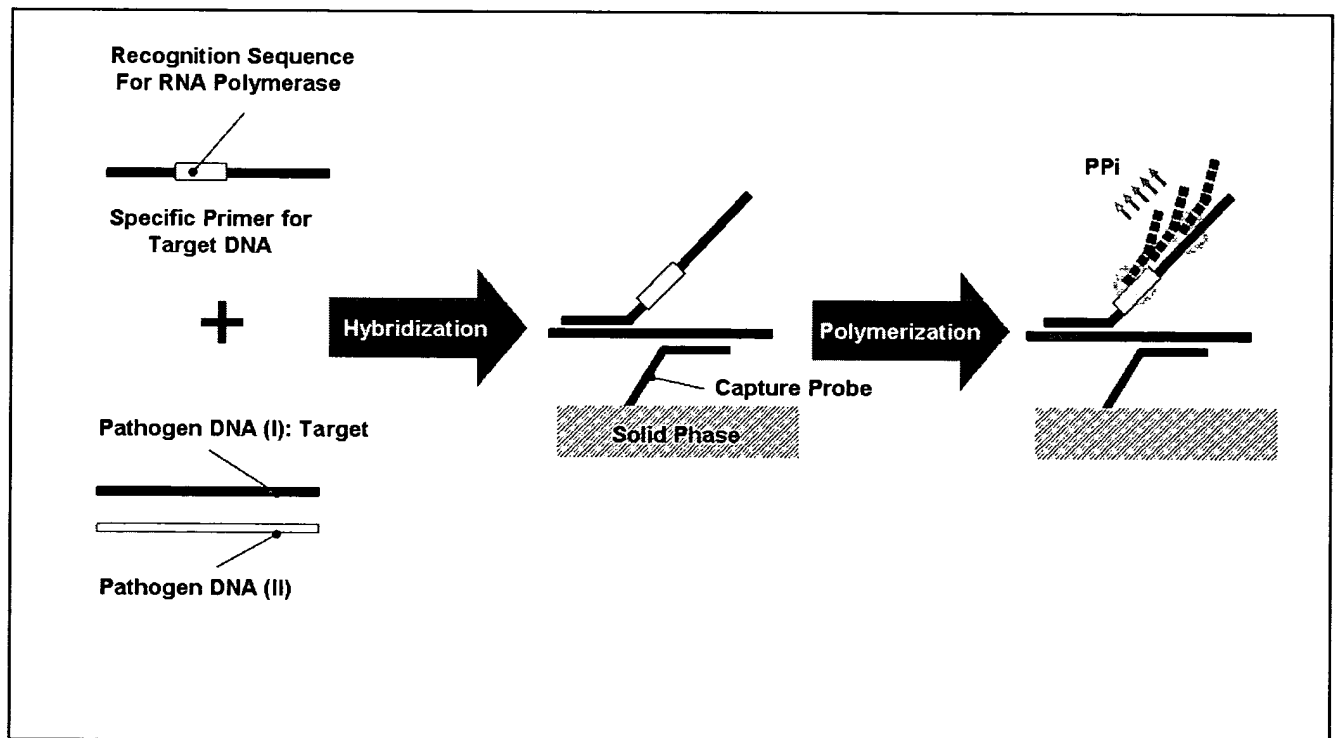 Recognition Sequence
For RNA Polymerase
Specific Primer for
Target DNA
+
Pathogen DNA (I): Target
Pathogen DNA (II)
Hybridization
Capture Probe
Solid Phase
Polymerization
PPi